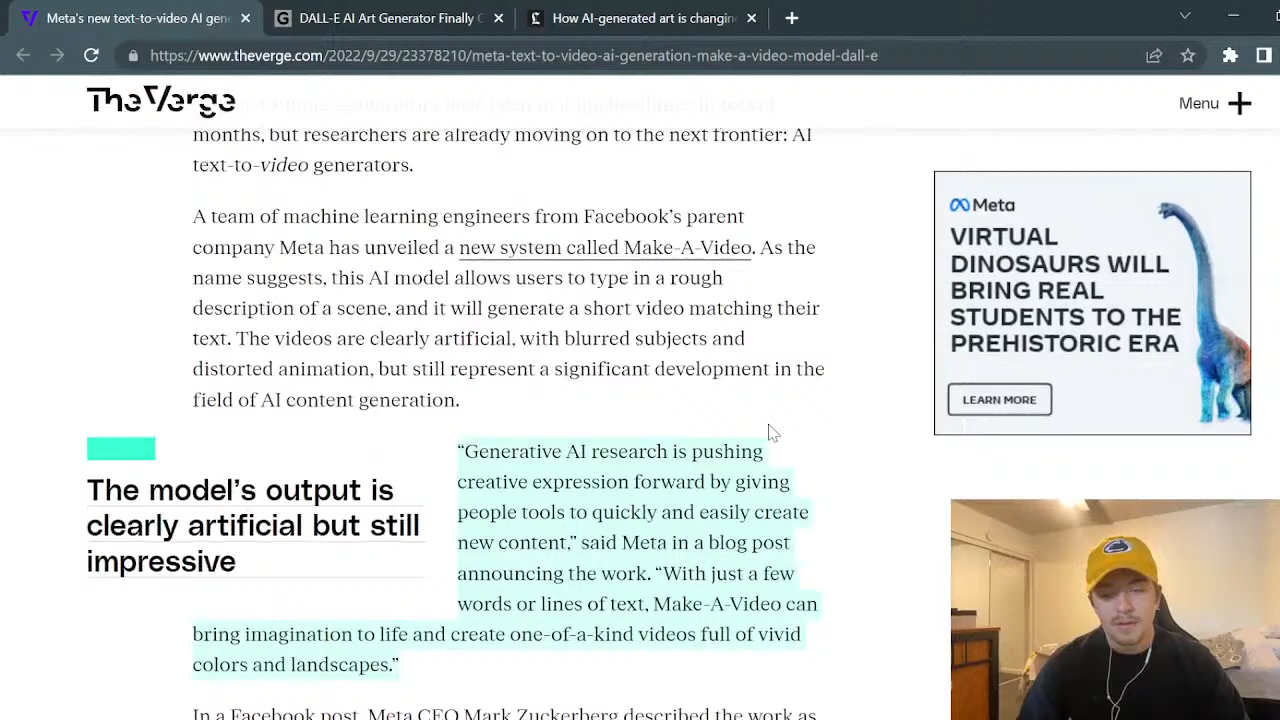 Meta's new text-to-video AI gen
DALL-E AI Art Generator Finally O
How AI-generated art is changin
https://www.theverge.com/2022/9/29/23378210/meta-text-to-video-ai-generation-make-a-video-model-dall-e
The Verge
Menu
months, but researchers are already moving on to the next frontier: AI
text-to-video generators.
A team of machine learning engineers from Facebook’s parent
company Meta has unveiled a new system called Make-A-Video. As the
name suggests, this AI model allows users to type in a rough
description of a scene, and it will generate a short video matching their
text. The videos are clearly artificial, with blurred subjects and
distorted animation, but still represent a significant development in the
field of AI content generation.
The model’s output is
clearly artificial but still
impressive
“Generative AI research is pushing
creative expression forward by giving
people tools to quickly and easily create
new content,” said Meta in a blog post
announcing the work. “With just a few
words or lines of text, Make-A-Video can
bring imagination to life and create one-of-a-kind videos full of vivid
colors and landscapes.”
In a Facebook post, Meta CEO Mark Zuckerberg described the work as
Meta
VIRTUAL
DINOSAURS WILL
BRING REAL
STUDENTS TO THE
PREHISTORIC ERA
LEARN MORE